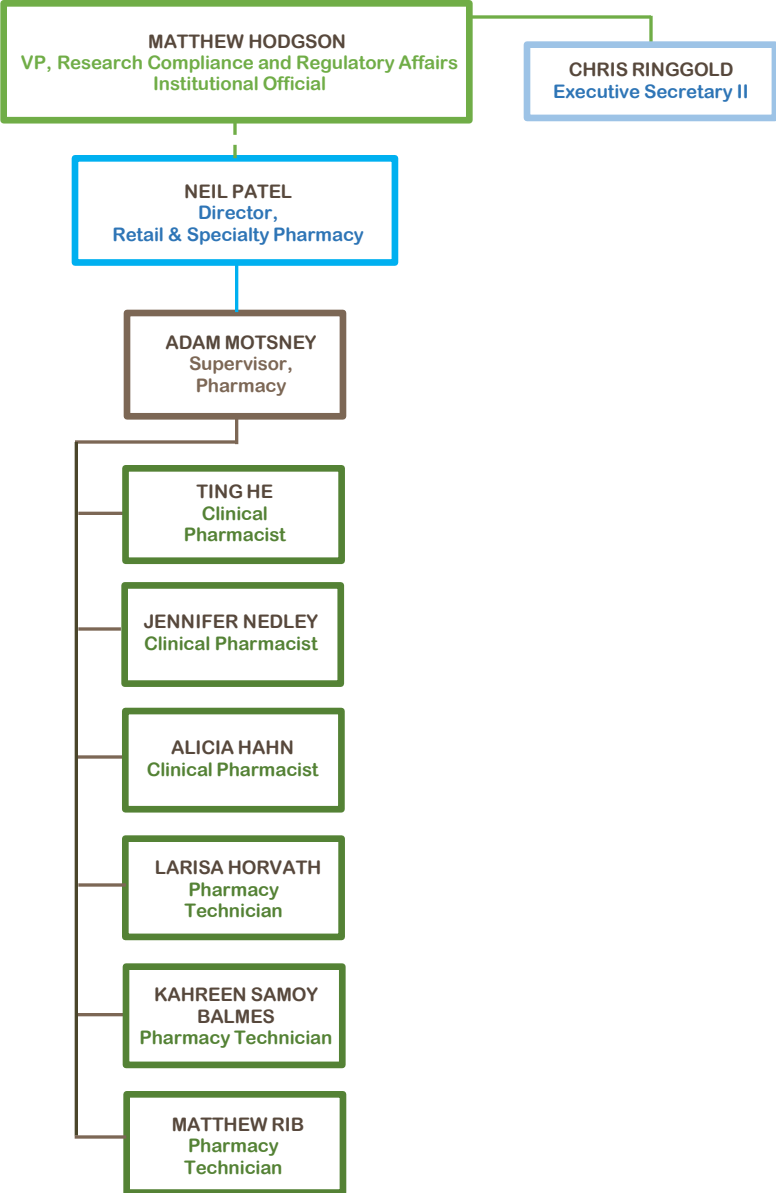 MATTHEW HODGSON
VP, Research Compliance and Regulatory Affairs
Institutional Official
CHRIS RINGGOLD
Executive Secretary II
NEIL PATEL
Director,
Retail & Specialty Pharmacy
ADAM MOTSNEY
Supervisor,
Pharmacy
TING HE
Clinical
Pharmacist
JENNIFER NEDLEY
Clinical Pharmacist
ALICIA HAHN
Clinical Pharmacist
LARISA HORVATH
Pharmacy
Technician
KAHREEN SAMOY
BALMES
Pharmacy Technician
MATTHEW RIB
Pharmacy
Technician